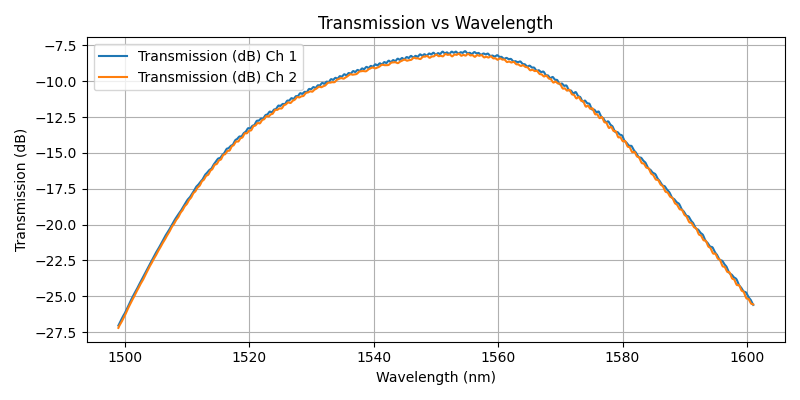 Transmission vs Wavelength
Transmission (dB) Ch 1
Transmission (dB) Ch 2
Transmission (dB)
−7.5
−10.0
−12.5
−15.0
−17.5
−20.0
−22.5
−25.0
−27.5
1500 1520 1540 1560 1580 1600
Wavelength (nm)